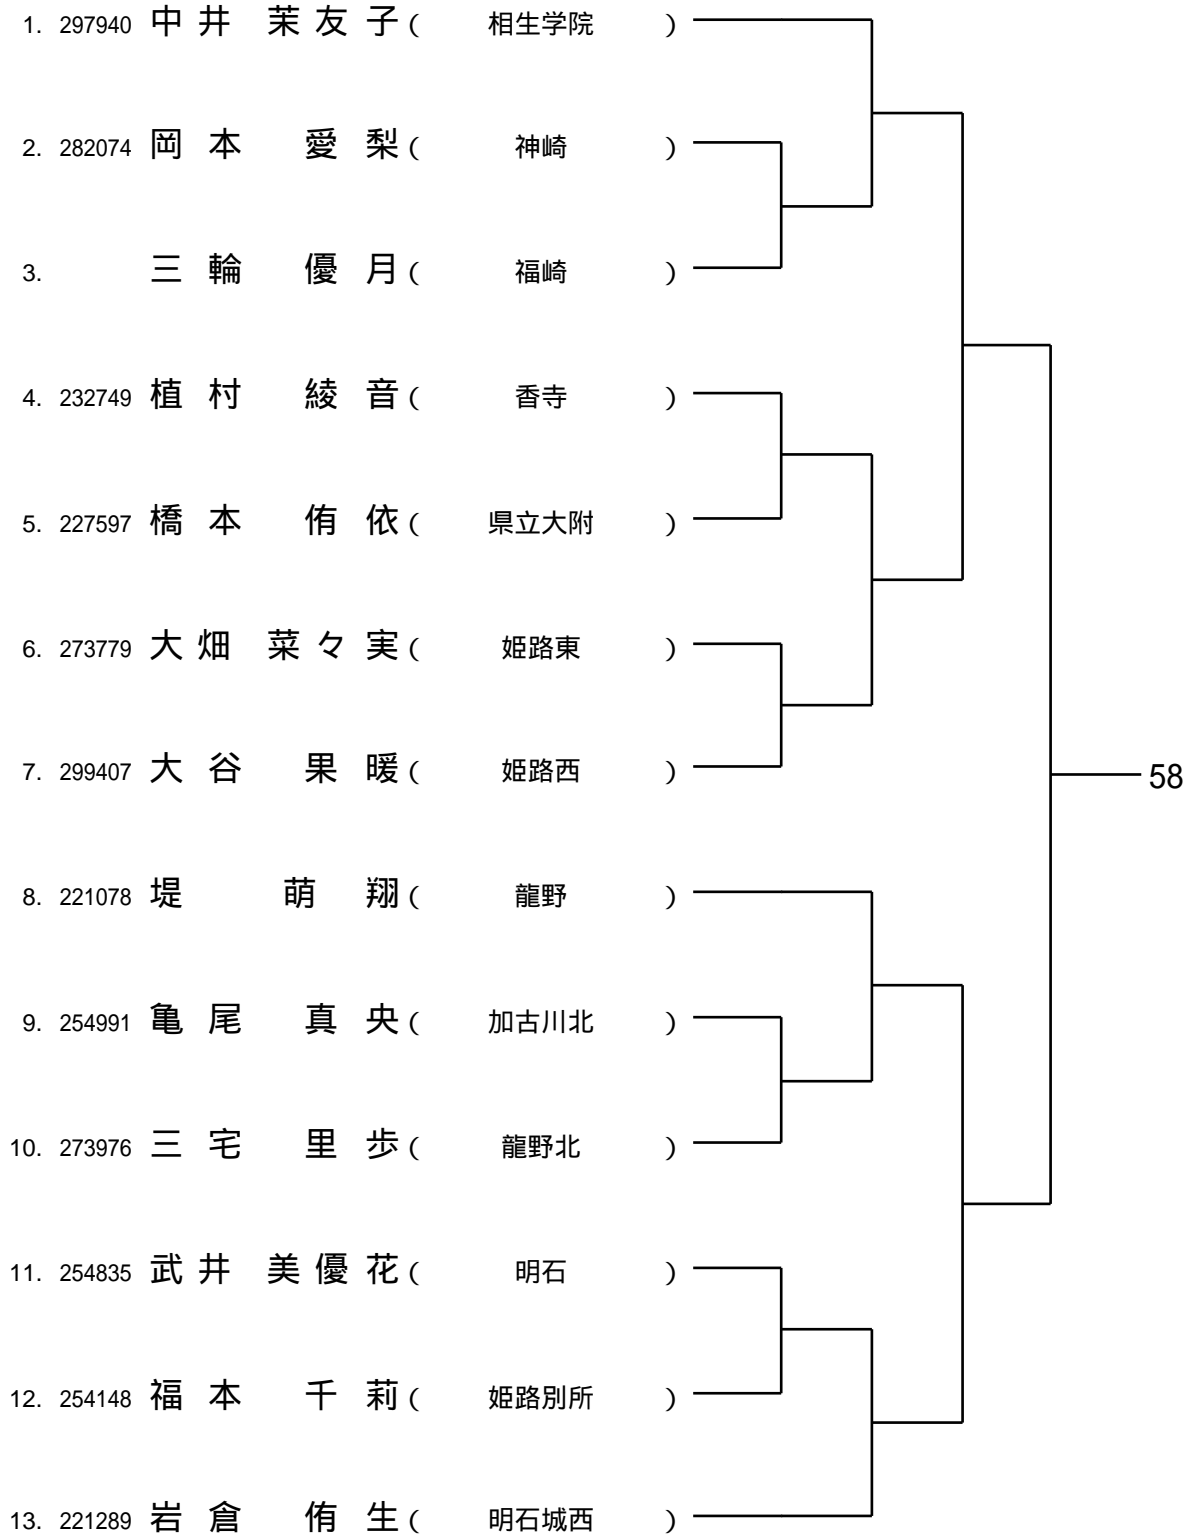 1. 297940 中井 茉友子 ( 相生学院 )
2. 282074 岡本 愛梨 ( 神崎 )
3. 三輪 優月 ( 福崎 )
4. 232749 植村 綾音 ( 香寺 )
5. 227597 橋本 侑依 ( 県立大附 )
6. 273779 大畑 菜々実 ( 姫路東 )
7. 299407 大谷 果暖 ( 姫路西 )
58
8. 221078 堤 萌翔 ( 龍野 )
9. 254991 亀尾 真央 ( 加古川北 )
10. 273976 三宅 里歩 ( 龍野北 )
11. 254835 武井 美優花 ( 明石 )
12. 254148 福本 千莉 ( 姫路別所 )
13. 221289 岩倉 侑生 ( 明石城西 )